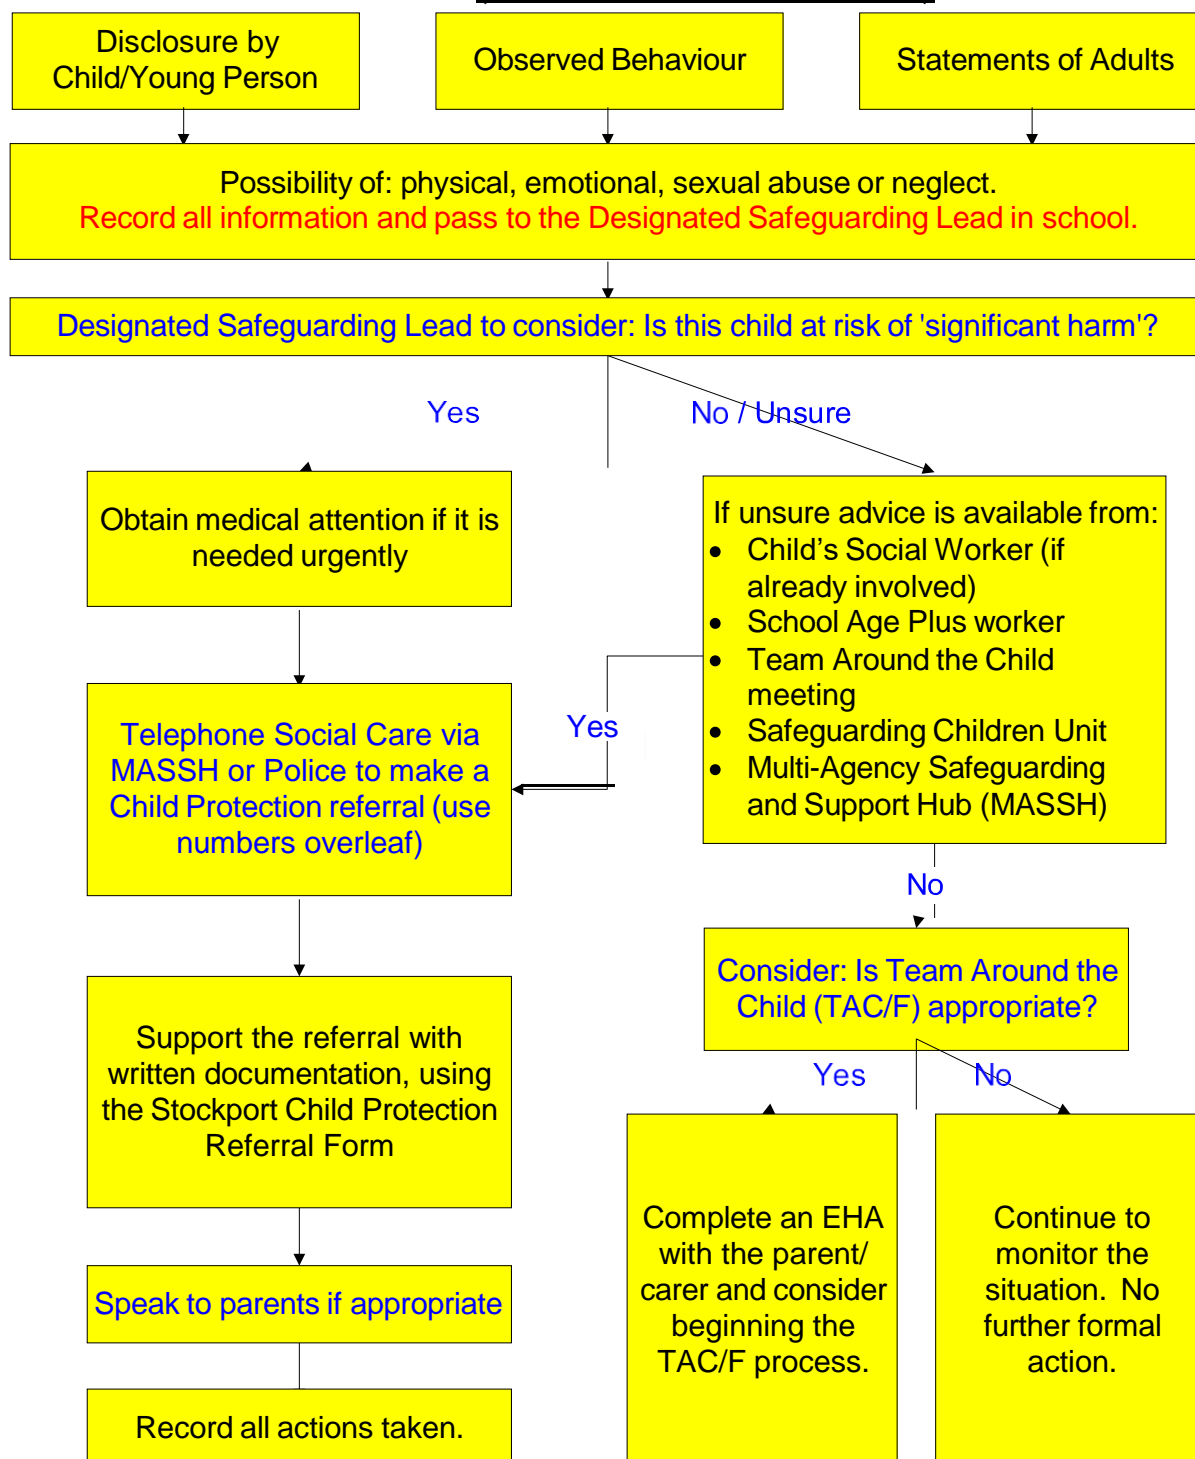 Disclosure by
Child/Young Person
Observed Behaviour
Statements of Adults
Possibility of: physical, emotional, sexual abuse or neglect.
Record all information and pass to the Designated Safeguarding Lead in school.
Designated Safeguarding Lead to consider: Is this child at risk of 'significant harm'?
Yes
No / Unsure
Obtain medical attention if it is
needed urgently
If unsure advice is available from:
• Child’s Social Worker (if
already involved)
• School Age Plus worker
• Team Around the Child
meeting
• Safeguarding Children Unit
• Multi-Agency Safeguarding
and Support Hub (MASSH)
Yes
Telephone Social Care via
MASSH or Police to make a
Child Protection referral (use
numbers overleaf)
No
Consider: Is Team Around the
Child (TAC/F) appropriate?
Support the referral with
written documentation, using
the Stockport Child Protection
Referral Form
Yes
No
Speak to parents if appropriate
Record all actions taken.
Complete an EHA
with the parent/
carer and consider
beginning the
TAC/F process.
Continue to
monitor the
situation.  No
further formal
action.